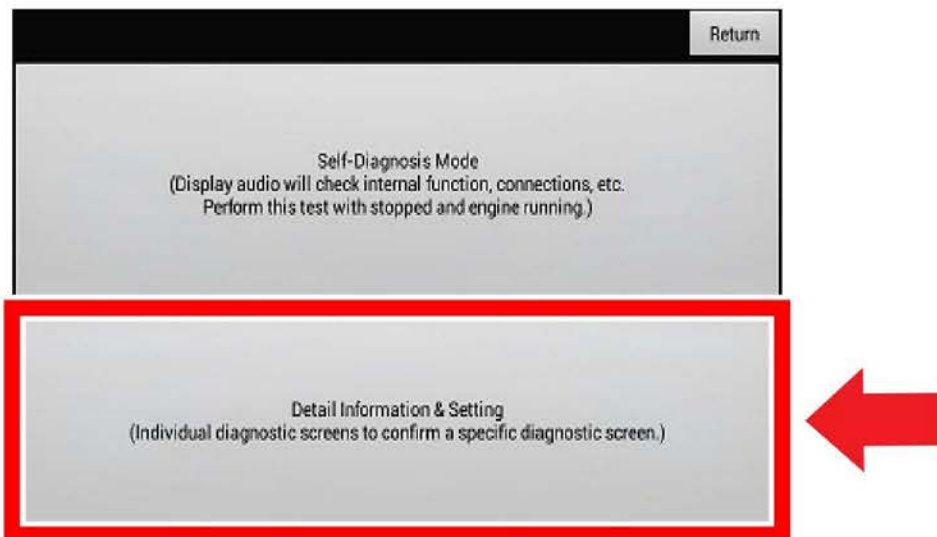 Return
Self-Diagnosis Mode
(Display audio will check internal function, connections, etc.
Perform this test with stopped and engine running.)
Detail Information & Setting
(Individual diagnostic screens to confirm a specific diagnostic screen.)